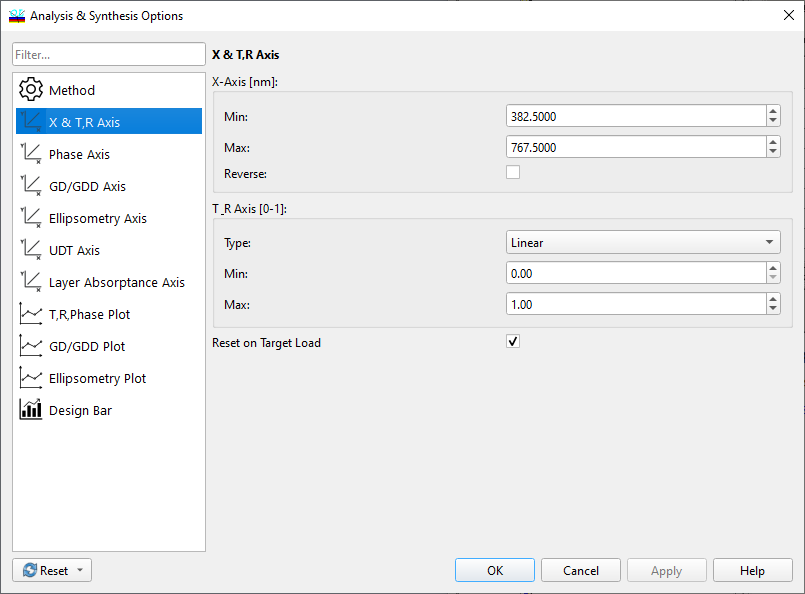 Analysis & Synthesis Options
Filter...
Method
X & T,R Axis
Phase Axis
GD/GDD Axis
Ellipsometry Axis
UDT Axis
Layer Absorptance Axis
T,R,Phase Plot
GD/GDD Plot
Ellipsometry Plot
Design Bar
X & T,R Axis
X-Axis [nm]:
Min: 382.5000
Max: 767.5000
Reverse:
T_R Axis [0-1]:
Type: Linear
Min: 0.00
Max: 1.00
Reset on Target Load
Reset OK Cancel Apply Help